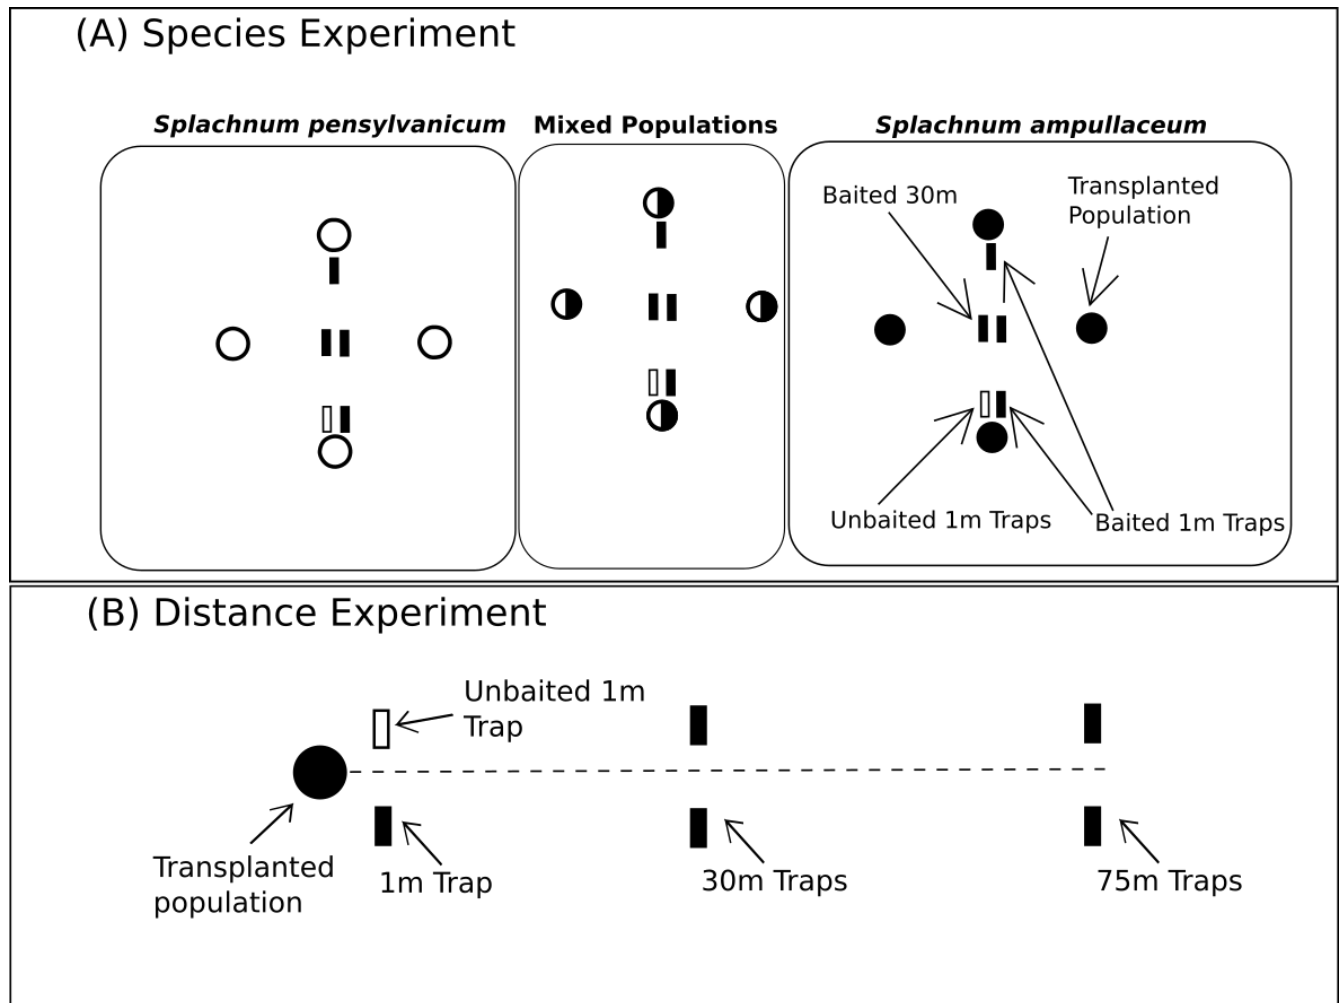 (A) Species Experiment
Splachnum pensylvanicum
Mixed Populations
Splachnum ampullaceum
Baited 30m
Transplanted
Population
Unbaited 1m Traps
Baited 1m Traps
(B) Distance Experiment
Unbaited 1m
Trap
Transplanted
population
1m Trap
30m Traps
75m Traps